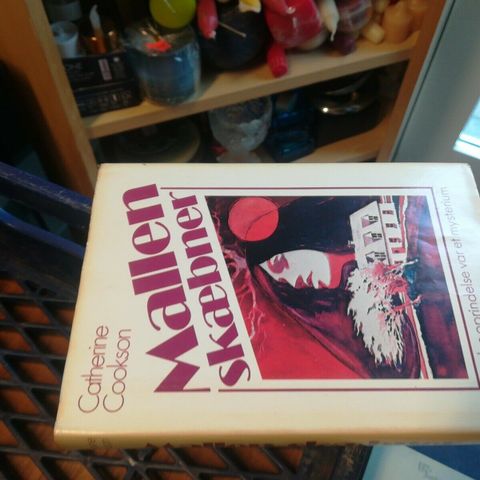 Catherine
Cookson
Mallen
skæbner
oprindelse var et mysterium